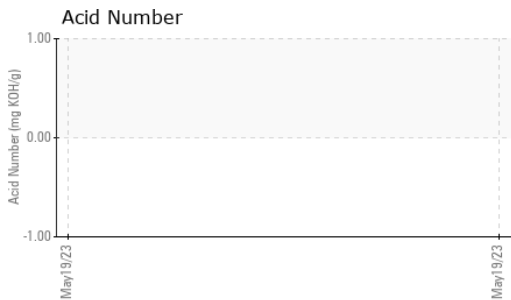 Acid Number
1.00
0.00
-1.00
Acid Number (mg KOH/g)
May19/23
May19/23